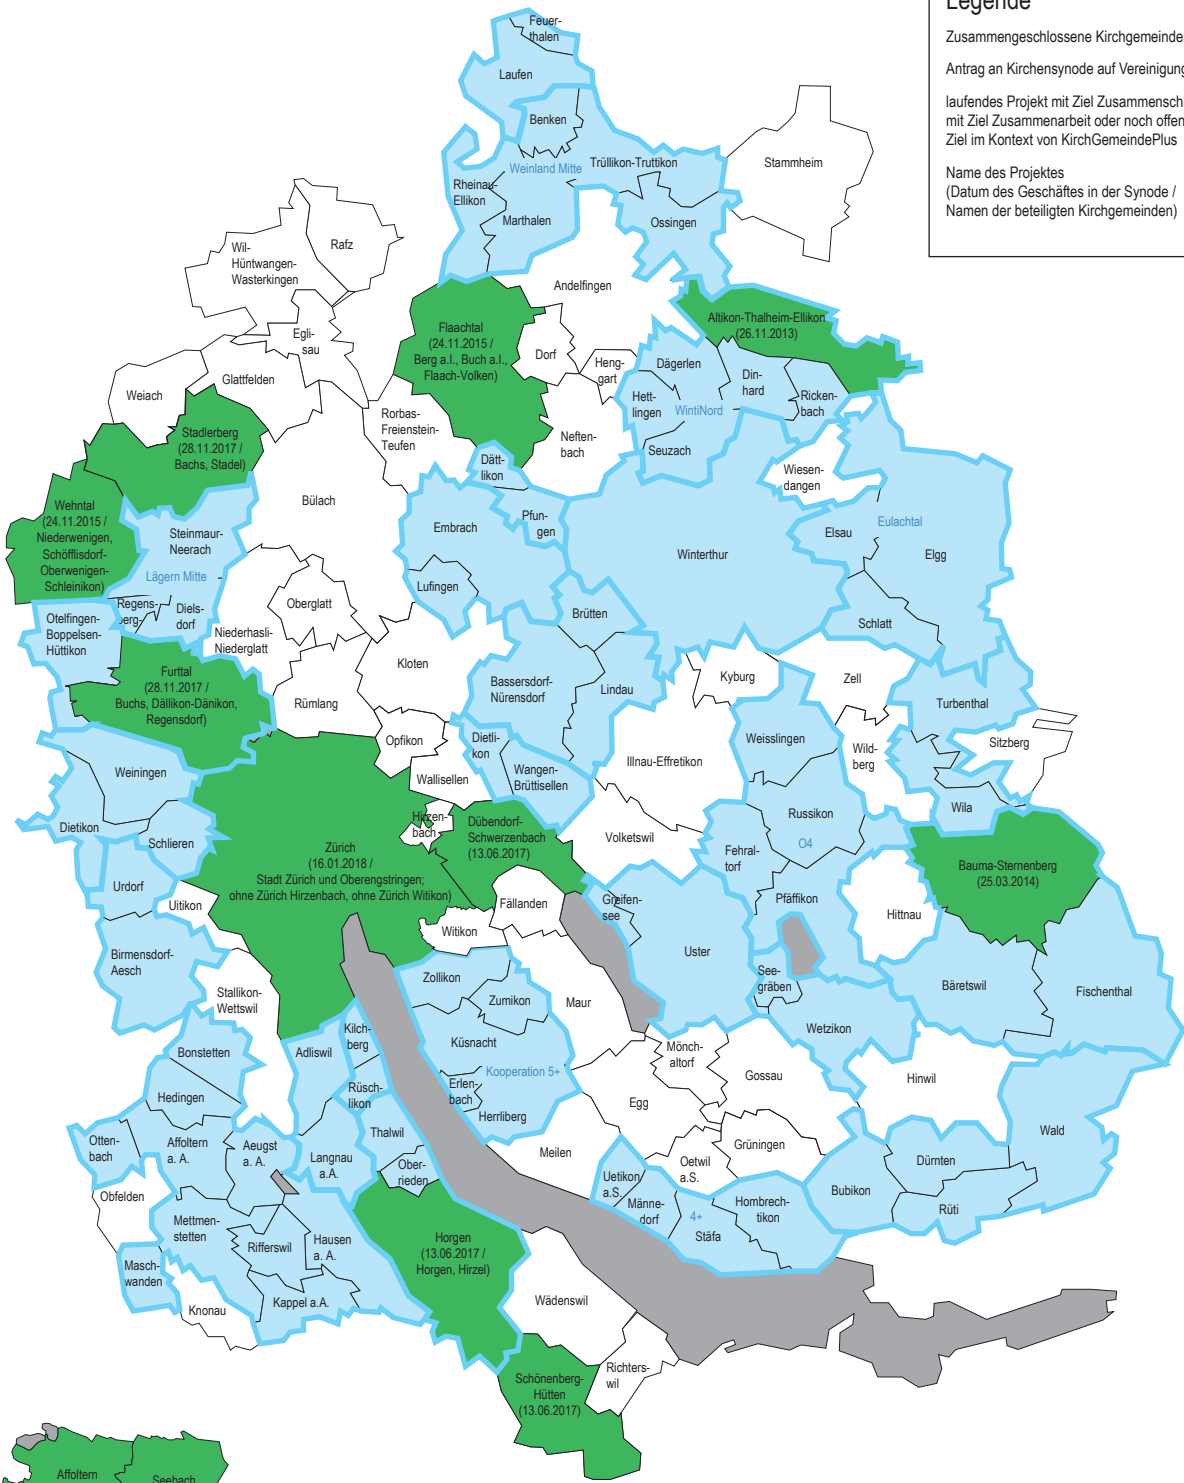 Legende
Zusammengeschlossene Kirchgemeinde
Antrag an Kirchensynode auf Vereinigung
laufendes Projekt mit Ziel Zusammenschl
mit Ziel Zusammenarbeit oder noch offen
Ziel im Kontext von KirchGemeindePlus
Name des Projektes
(Datum des Geschäftes in der Synode /
Namen der beteiligten Kirchgemeinden)
Feuer-
thalen
Laufen
Benken
Weinland Mitte
Trüllikon-Truttikon
Stammheim
Rheinau-
Ellikon
Marthalen
Ossingen
Wil-
Hüntwangen-
Wasterkingen
Rafz
Andelfingen
Flaachtal
(24.11.2015 /
Berg a.I., Buch a.I.,
Flaach-Volken)
Altikon-Thalheim-Ellikon
(26.11.2013)
Egli-
sau
Dorf
Heng-
gart
Dägerlen
Din-
hard
Ricken-
bach
Weiach
Glattfelden
Hett-
lingen
WintiNord
Seuzach
Rorbas-
Freienstein-
Teufen
Neften-
bach
Stadlerberg
(28.11.2017 /
Bachs, Stadel)
Dätt-
likon
Wiesen-
dangen
Wehntal
(24.11.2015 /
Niederwenigen,
Schöfflisdorf-
Oberwenigen-
Schleinikon)
Bülach
Steinmaur-
Neerach
Lägern Mitte
Embrach
Pfun-
gen
Winterthur
Elsau
Eulachtal
Elgg
Lufingen
Regens-
berg-
Diels-
dorf
Oberglatt
Brütten
Schlatt
Otelfingen-
Boppelsen-
Hüttikon
Niederhasli-
Niederglatt
Kloten
Kyburg
Zell
Furttal
(28.11.2017 /
Buchs, Dällikon-Dänikon,
Regensdorf)
Rümlang
Bassersdorf-
Nürensdorf
Lindau
Turbenthal
Opfikon
Dietli-
kon
Weisslingen
Wild-
berg
Sitzberg
Illnau-Effretikon
Weiningen
Wallisellen
Wangen-
Brüttisellen
Wila
Russikon
Dietikon
Schlieren
Hirzen-
bach
Dübendorf-
Schwerzenbach
(13.06.2017)
Volketswil
Fehral-
torf
O4
Zürich
(16.01.2018 /
Stadt Zürich und Oberengstringen;
ohne Zürich Hirzenbach, ohne Zürich Witikon)
Bauma-Sternenberg
(25.03.2014)
Urdorf
Uitikon
Pfäffikon
Hittnau
Fällanden
Greifen-
see
Witikon
Birmensdorf-
Aesch
Uster
Zollikon
See-
gräben
Bäretswil
Fischenthal
Stallikon-
Wettswil
Zumikon
Maur
Wetzikon
Kilch-
berg
Küsnacht
Bonstetten
Adliswil
Mönch-
altorf
Kooperation 5+
Gossau
Hinwil
Erlen-
bach
Hedingen
Rüsch-
likon
Egg
Herrliberg
Thalwil
Wald
Otten-
bach
Affoltern
a. A.
Aeugst
a. A.
Langnau
a.A.
Meilen
Grüningen
Ober-
rieden
Oetwil
a.S.
Dürnten
Uetikon
a.S.
Bubikon
Obfelden
Männe-
dorf
Hombrech-
tikon
Rüti
4+
Stäfa
Mettmen-
stetten
Rifferswil
Hausen
a. A.
Horgen
(13.06.2017 /
Horgen, Hirzel)
Masch-
wanden
Kappel a.A.
Knonau
Wädenswil
Richters-
wil
Schönenberg-
Hütten
(13.06.2017)
Affoltern
Seebach